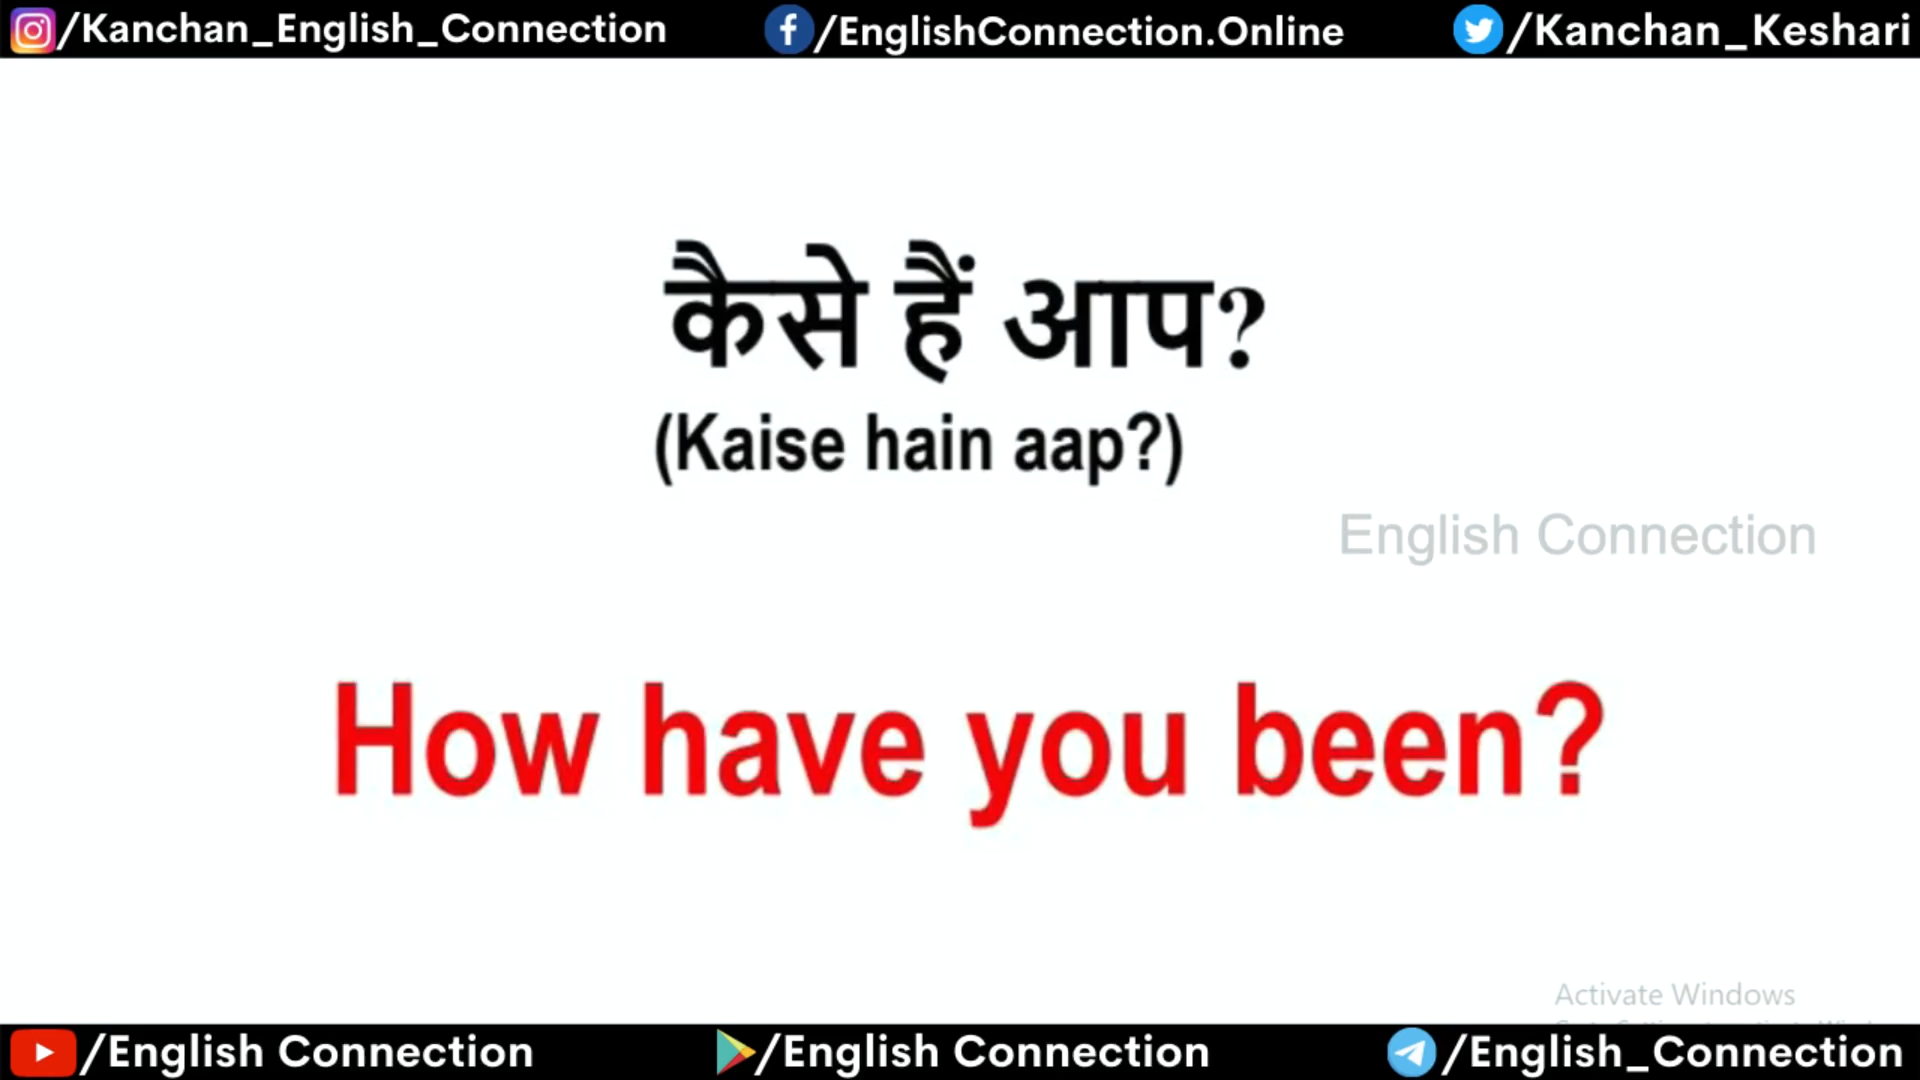 /Kanchan_English_Connection /EnglishConnection.Online /Kanchan_Keshari
कैसे हैं आप?
(Kaise hain aap?)
English Connection
How have you been?
Activate Windows
/English Connection /English Connection /English_Connection